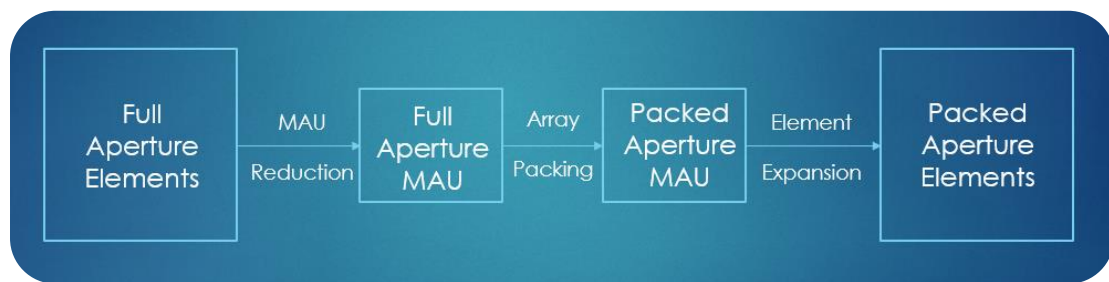 Full
Aperture
Elements
MAU
Reduction
Full
Aperture
MAU
Array
Packing
Packed
Aperture
MAU
Element
Expansion
Packed
Aperture
Elements